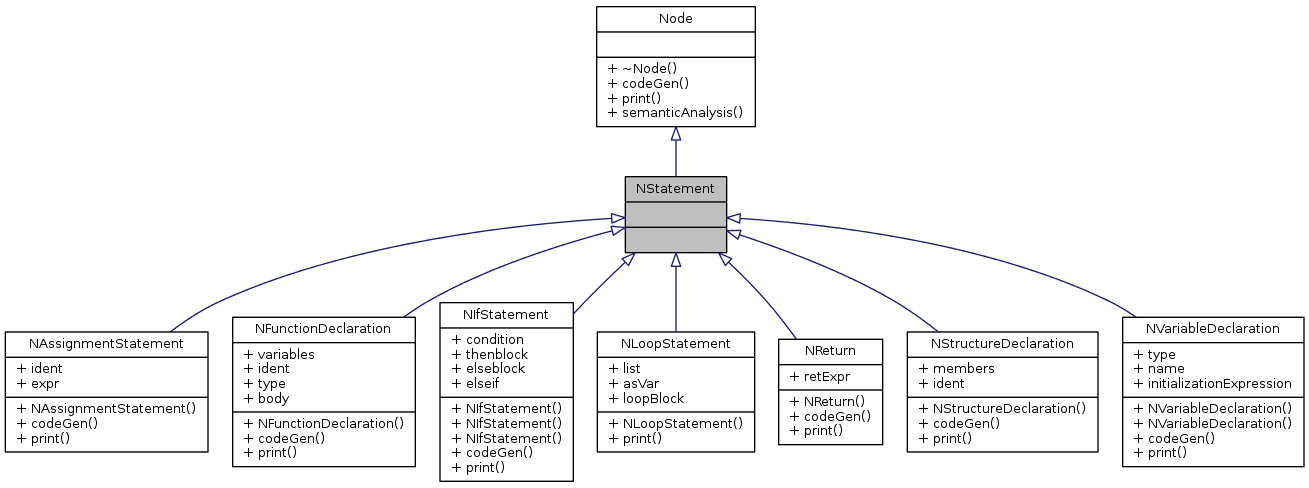 Node
+ ~Node()
+ codeGen()
+ print()
+ semanticAnalysis()
NStatement
NAssignmentStatement
+ ident
+ expr
+ NAssignmentStatement()
+ codeGen()
+ print()
NFunctionDeclaration
+ variables
+ ident
+ type
+ body
+ NFunctionDeclaration()
+ codeGen()
+ print()
NIfStatement
+ condition
+ thenblock
+ elseblock
+ elseif
+ NIfStatement()
+ NIfStatement()
+ NIfStatement()
+ codeGen()
+ print()
NLoopStatement
+ list
+ asVar
+ loopBlock
+ NLoopStatement()
+ print()
NReturn
+ retExpr
+ NReturn()
+ codeGen()
+ print()
NStructureDeclaration
+ members
+ ident
+ NStructureDeclaration()
+ codeGen()
+ print()
NVariableDeclaration
+ type
+ name
+ initializationExpression
+ NVariableDeclaration()
+ NVariableDeclaration()
+ codeGen()
+ print()